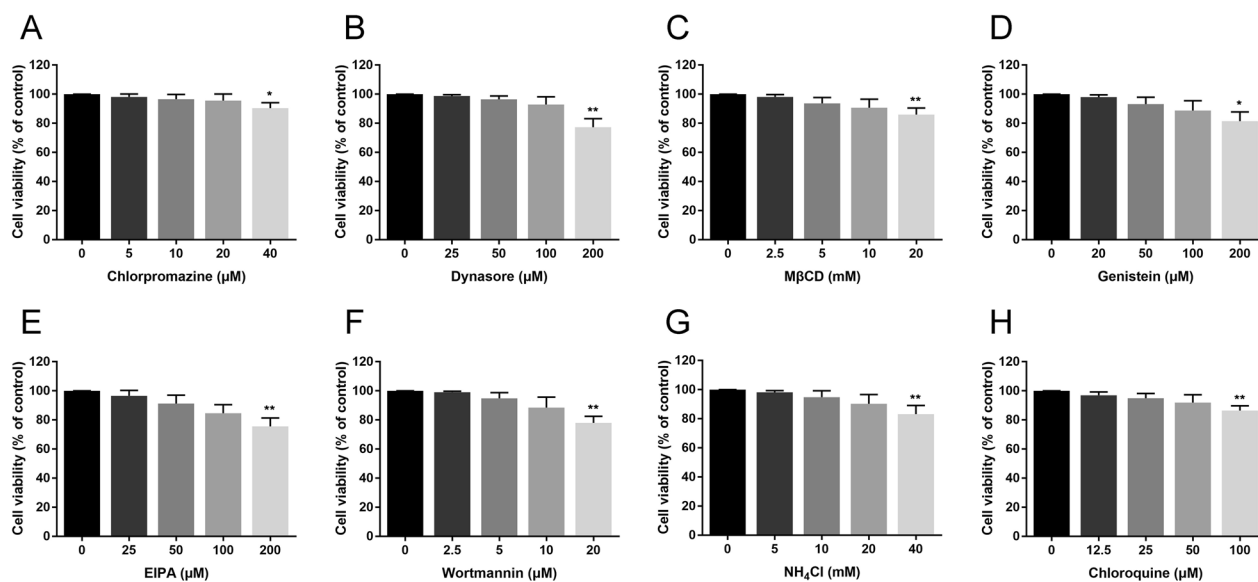 A
B
C
D
Cell viability (% of control)
120
100
80
60
40
20
0
*
0 5 10 20 40
Chlorpromazine (µM)
Cell viability (% of control)
120
100
80
60
40
20
0
**
0 25 50 100 200
Dynasore (µM)
Cell viability (% of control)
120
100
80
60
40
20
0
**
0 2.5 5 10 20
MβCD (mM)
Cell viability (% of control)
120
100
80
60
40
20
0
*
0 20 50 100 200
Genistein (µM)
E
F
G
H
Cell viability (% of control)
120
100
80
60
40
20
0
**
0 25 50 100 200
EIPA (µM)
Cell viability (% of control)
120
100
80
60
40
20
0
**
0 2.5 5 10 20
Wortmannin (µM)
Cell viability (% of control)
120
100
80
60
40
20
0
**
0 5 10 20 40
NH₄Cl (mM)
Cell viability (% of control)
120
100
80
60
40
20
0
**
0 12.5 25 50 100
Chloroquine (µM)